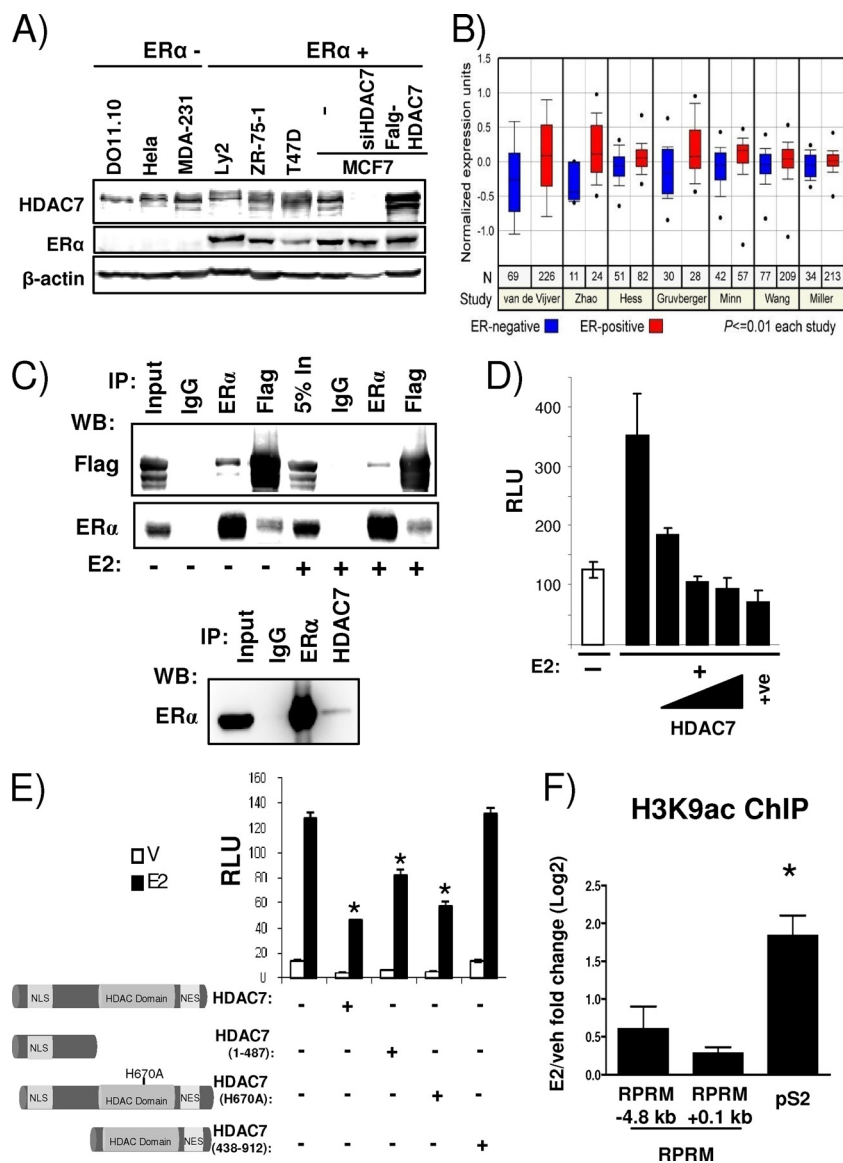 A)
ERα -
ERα +
DO11.10
Hela
MDA-231
Ly2
ZR-75-1
T47D
-
siHDAC7
Falg-
HDAC7
MCF7
HDAC7
ERα
β-actin
B)
Normalized expression units
1.5
1.0
0.5
0.0
-0.5
-1.0
N
69 226 11 24 51 82 30 28 42 57 77 209 34 213
Study
van de Vijver Zhao Hess Gruvberger Minn Wang Miller
ER-negative ER-positive P<=0.01 each study
C)
IP:
Input
IgG
ERα
Flag
5% In
IgG
ERα
Flag
WB:
Flag
ERα
E2: - - - - + + + +
IP:
Input
IgG
ERα
HDAC7
WB:
ERα
D)
RLU
400
300
200
100
E2: − +
HDAC7
+ve
E)
V
E2
RLU
160
140
120
100
80
60
40
20
0
* * *
NLS HDAC Domain NES HDAC7: - + - - -
NLS HDAC7
(1-487): - - + - -
H670A
NLS HDAC Domain NES HDAC7
(H670A): - - - + -
HDAC Domain NES HDAC7
(438-912): - - - - +
F)
H3K9ac ChIP
E2/veh fold change (Log2)
2.5
2.0
1.5
1.0
0.5
0.0
*
RPRM
-4.8 kb
RPRM
+0.1 kb
pS2
RPRM